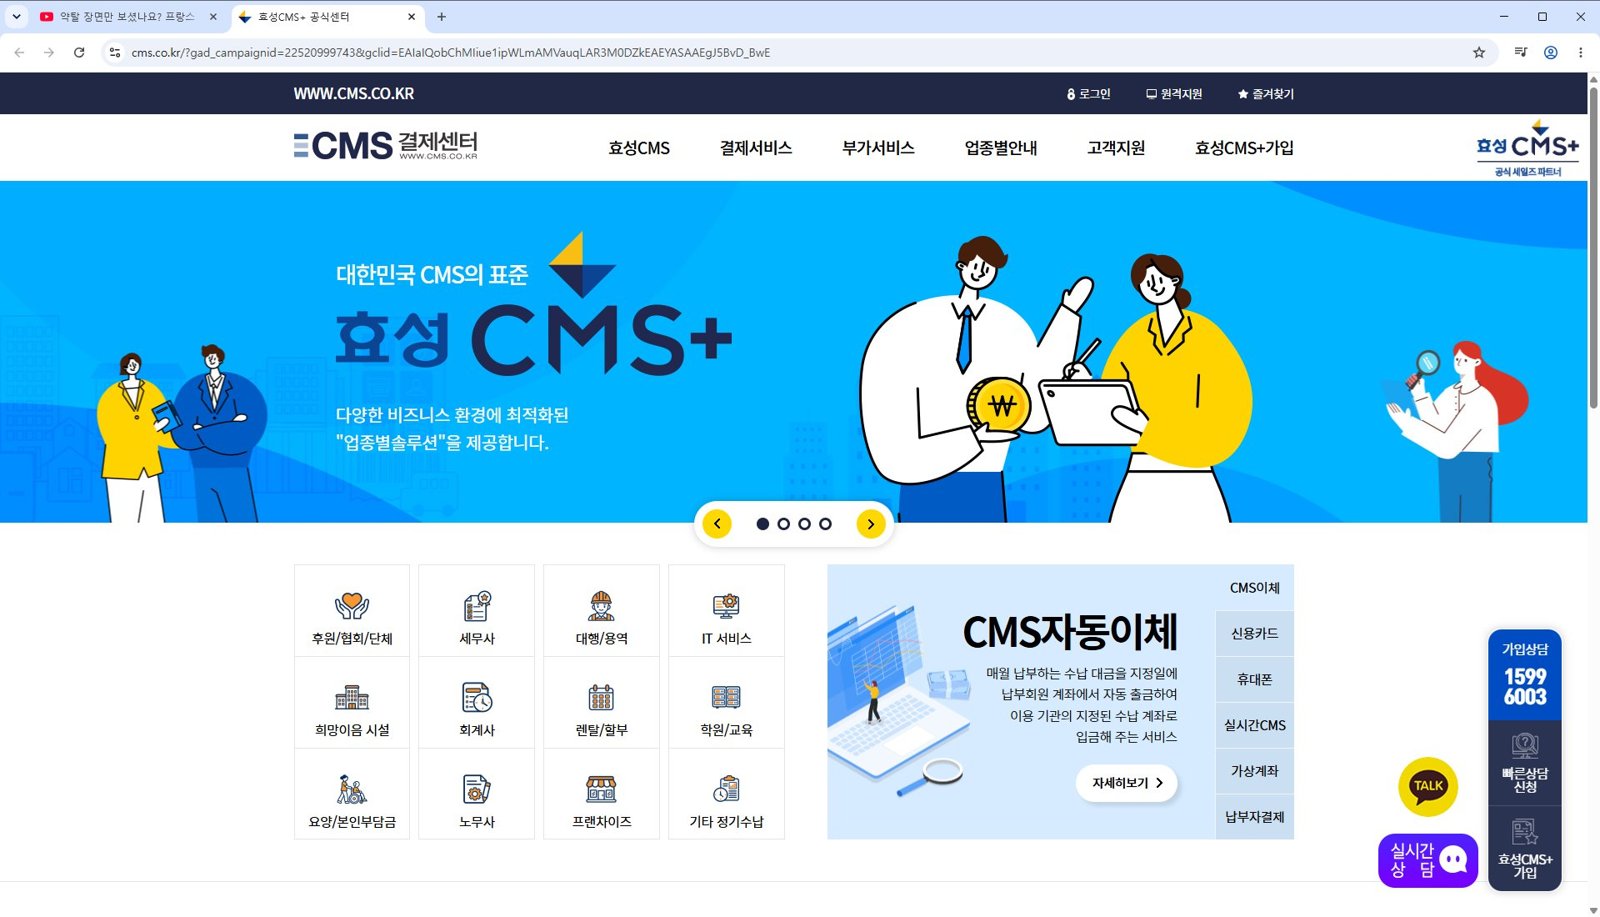 약탈 장면만 보셨나요? 프랑스
효성CMS+ 공식센터
cms.co.kr/?gad_campaignid=22520999743&gclid=EAIaIQobChMIiue1ipWLmAMVauqLAR3M0DZkEAEYASAAEgJ5BvD_BwE
WWW.CMS.CO.KR
로그인
원격지원
즐겨찾기
CMS 결제센터
WWW.CMS.CO.KR
효성CMS
결제서비스
부가서비스
업종별안내
고객지원
효성CMS+가입
효성 CMS+
공식 세일즈 파트너
대한민국 CMS의 표준
효성 CMS+
다양한 비즈니스 환경에 최적화된
"업종별솔루션"을 제공합니다.
₩
후원/협회/단체
세무사
대행/용역
IT 서비스
희망이음 시설
회계사
렌탈/할부
학원/교육
요양/본인부담금
노무사
프랜차이즈
기타 정기수납
CMS자동이체
매월 납부하는 수납 대금을 지정일에
납부회원 계좌에서 자동 출금하여
이용 기관의 지정된 수납 계좌로
입금해 주는 서비스
자세히보기
CMS이체
신용카드
휴대폰
실시간CMS
가상계좌
납부자결제
가입상담
1599
6003
빠른상담
신청
효성CMS+
가입
TALK
실시간
상 담